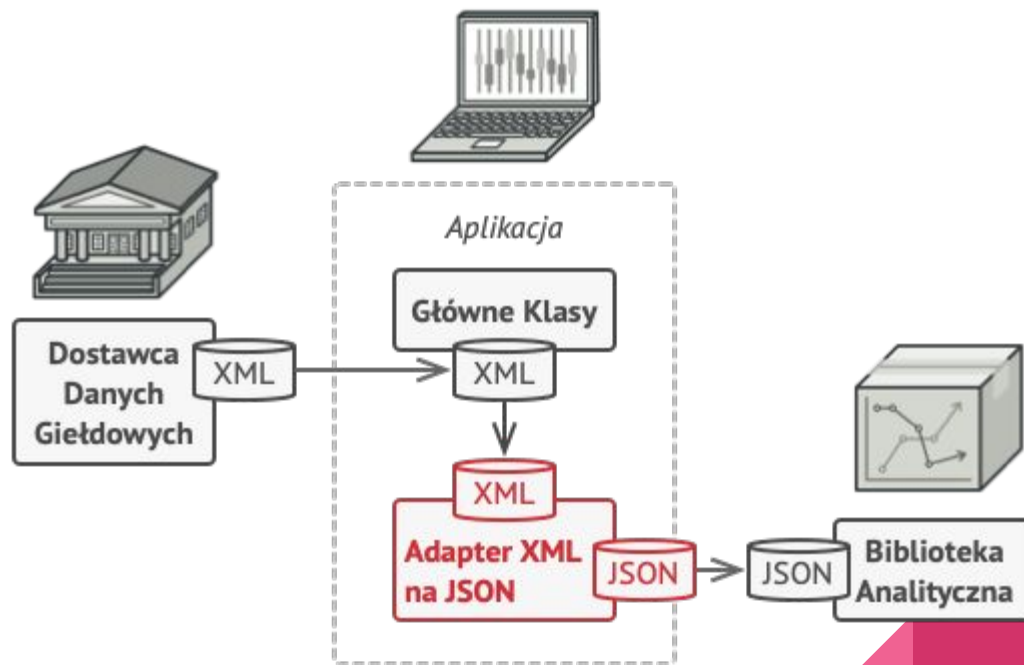 Aplikacja
Główne Klasy
XML
Dostawca
Danych
Giełdowych
XML
XML
Adapter XML
na JSON
JSON
JSON
Biblioteka
Analityczna